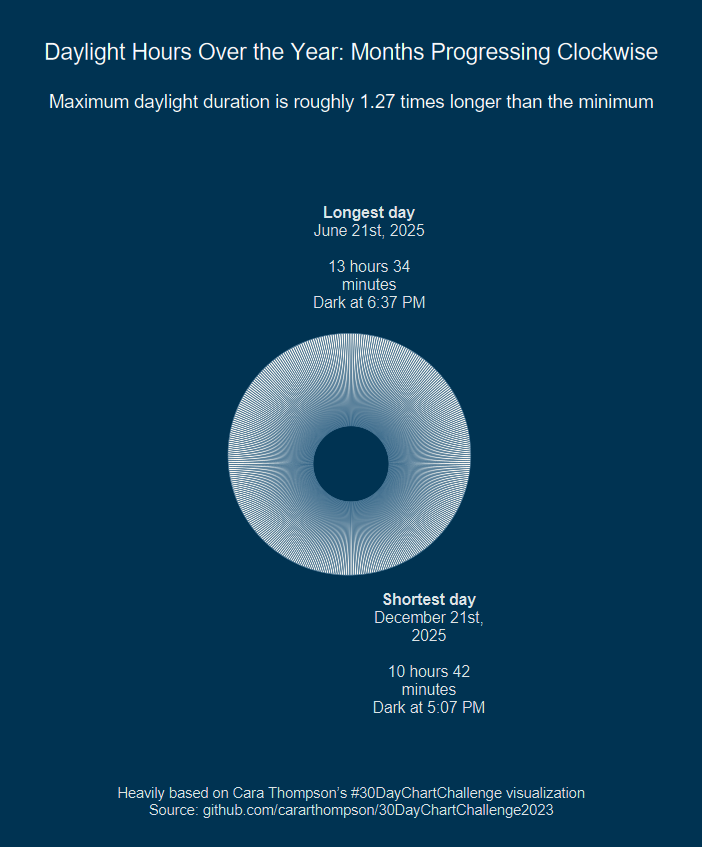 Daylight Hours Over the Year: Months Progressing Clockwise
Maximum daylight duration is roughly 1.27 times longer than the minimum
Longest day
June 21st, 2025
13 hours 34
minutes
Dark at 6:37 PM
Shortest day
December 21st,
2025
10 hours 42
minutes
Dark at 5:07 PM
Heavily based on Cara Thompson’s #30DayChartChallenge visualization
Source: github.com/cararthompson/30DayChartChallenge2023